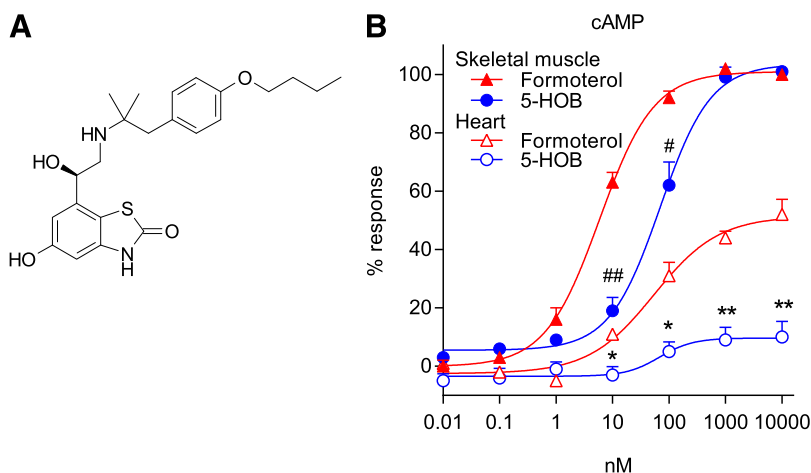 A
O
HN
HO
S
O
HO
N
H
B
cAMP
Skeletal muscle
Formoterol
5-HOB
Heart
Formoterol
5-HOB
% response
100
80
60
40
20
0
#
##
*
*
**
**
0.01 0.1 1 10 100 1000 10000
nM